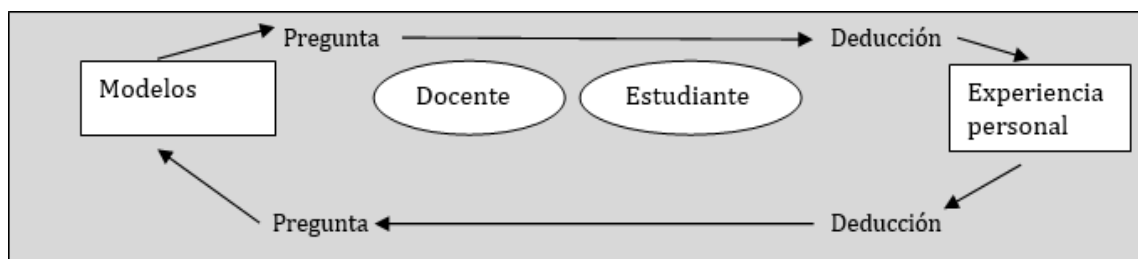 Pregunta
Deducción
Modelos
Docente
Estudiante
Experiencia
personal
Pregunta
Deducción